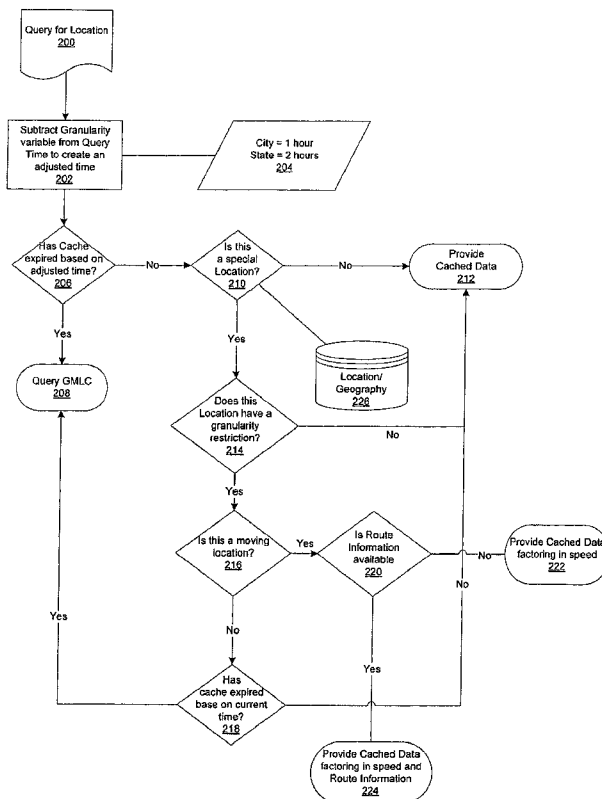 Query for Location
200
Subtract Granularity
variable from Query
Time to create an
adjusted time
202
City = 1 hour
State = 2 hours
204
Has Cache
expired based on
adjusted time?
206
No
Is this
a special
Location?
210
No
Provide
Cached Data
212
Yes
Query GMLC
208
Yes
Location/
Geography
226
Does this
Location have a
granularity
restriction?
214
No
Yes
Is this a moving
location?
216
Yes
Is Route
Information
available
220
No
Provide Cached Data
factoring in speed
222
No
Yes
No
Yes
Has
cache expired
base on current
time?
218
Provide Cached Data
factoring in speed and
Route Information
224